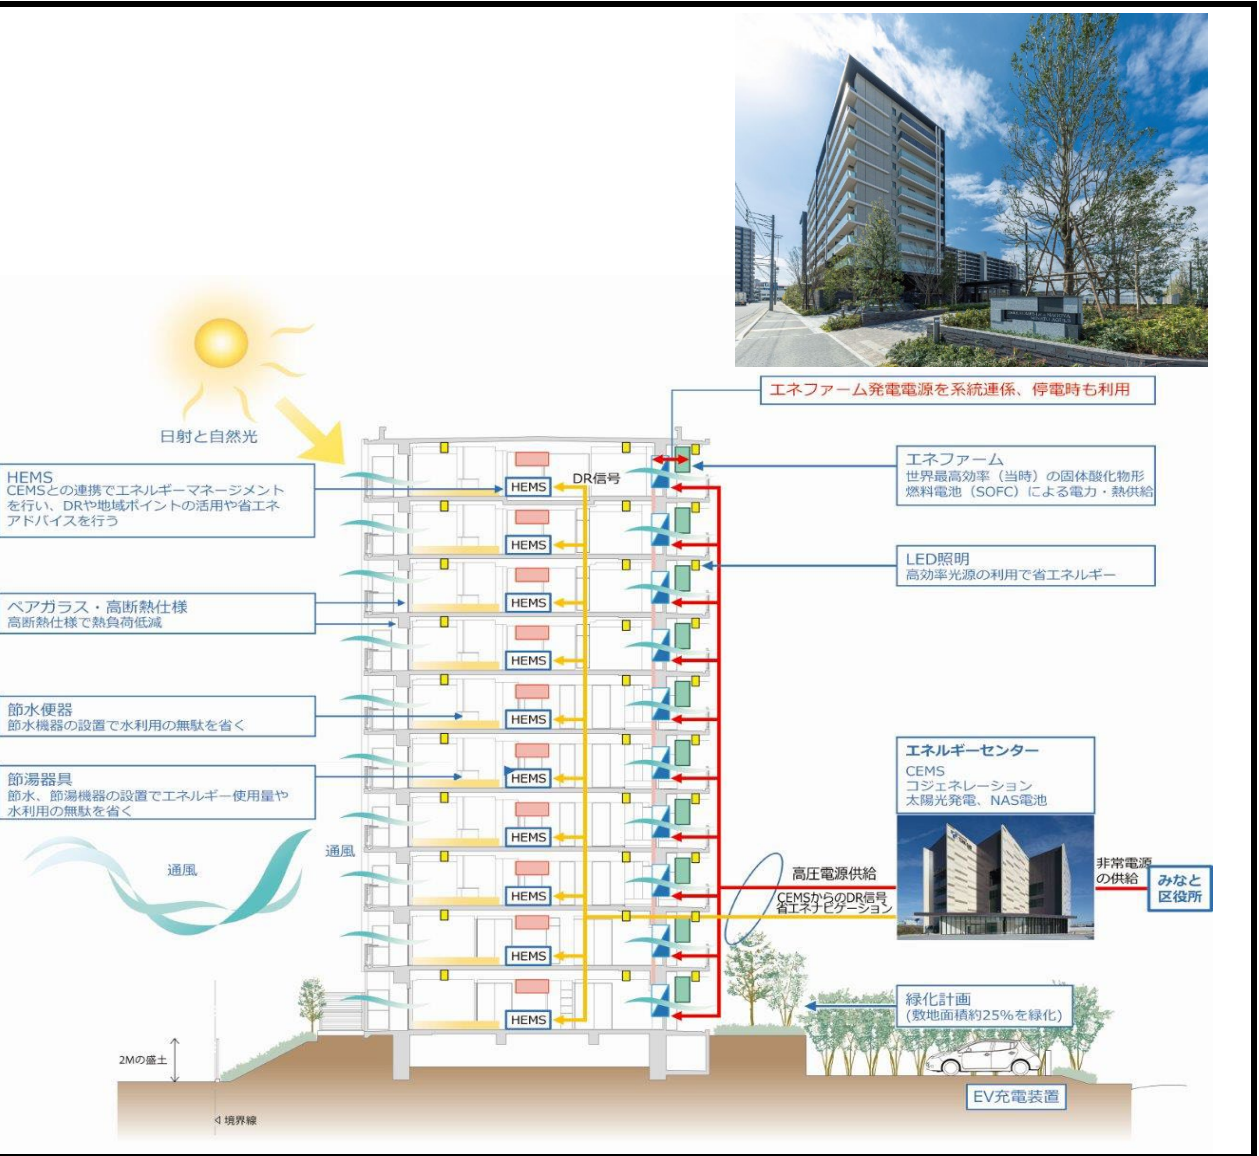 エネファーム発電電源を系統連係、停電時も利用
日射と自然光
HEMS
CEMSとの連携でエネルギーマネージメント
を行い、DRや地域ポイントの活用や省エネ
アドバイスを行う
DR信号
エネファーム
世界最高効率（当時）の固体酸化物形
燃料電池（SOFC）による電力・熱供給
HEMS
HEMS
LED照明
高効率光源の利用で省エネルギー
HEMS
ペアガラス・高断熱仕様
高断熱仕様で熱負荷低減
HEMS
節水便器
節水機器の設置で水利用の無駄を省く
HEMS
エネルギーセンター
CEMS
コジェネレーション
太陽光発電、NAS電池
節湯器具
節水、節湯機器の設置でエネルギー使用量や
水利用の無駄を省く
HEMS
HEMS
通風
通風
高圧電源供給
CEMSからのDR信号
省エネナビゲーション
非常電源
の供給
みなと
区役所
HEMS
HEMS
緑化計画
(敷地面積約25%を緑化)
HEMS
2Mの盛土
EV充電装置
境界線